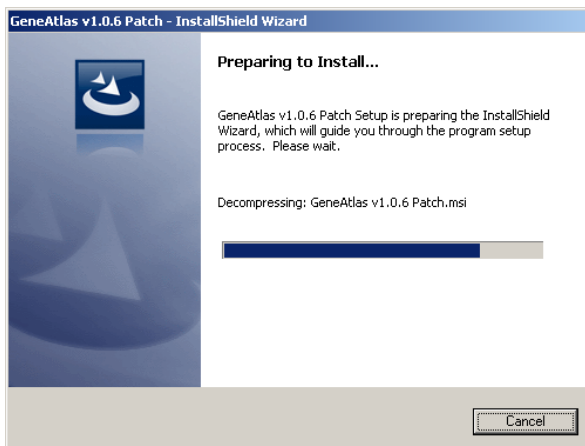 GeneAtlas v1.0.6 Patch - InstallShield Wizard
Preparing to Install...
GeneAtlas v1.0.6 Patch Setup is preparing the InstallShield
Wizard, which will guide you through the program setup
process. Please wait.
Decompressing: GeneAtlas v1.0.6 Patch.msi
Cancel